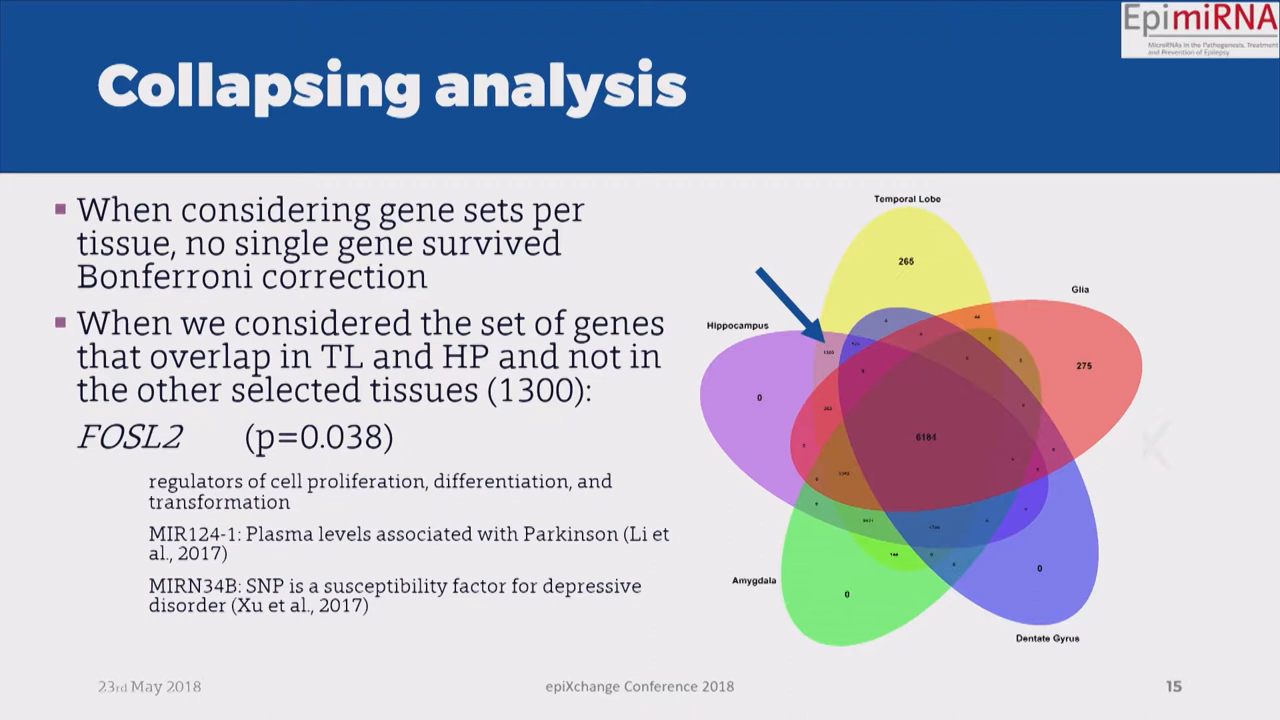 EpimiRNA
MicroRNAs in the Pathogenesis, Treatment
and Prevention of Epilepsy
Collapsing analysis
When considering gene sets per
tissue, no single gene survived
Bonferroni correction
When we considered the set of genes
that overlap in TL and HP and not in
the other selected tissues (1300):
FOSL2 (p=0.038)
regulators of cell proliferation, differentiation, and
transformation
MIR124-1: Plasma levels associated with Parkinson (Li et
al., 2017)
MIRN34B: SNP is a susceptibility factor for depressive
disorder (Xu et al., 2017)
Temporal Lobe
265
Glia
275
Hippocampus
1300
0
6184
Amygdala
0
0
Dentate Gyrus
23rd May 2018
epiXchange Conference 2018
15